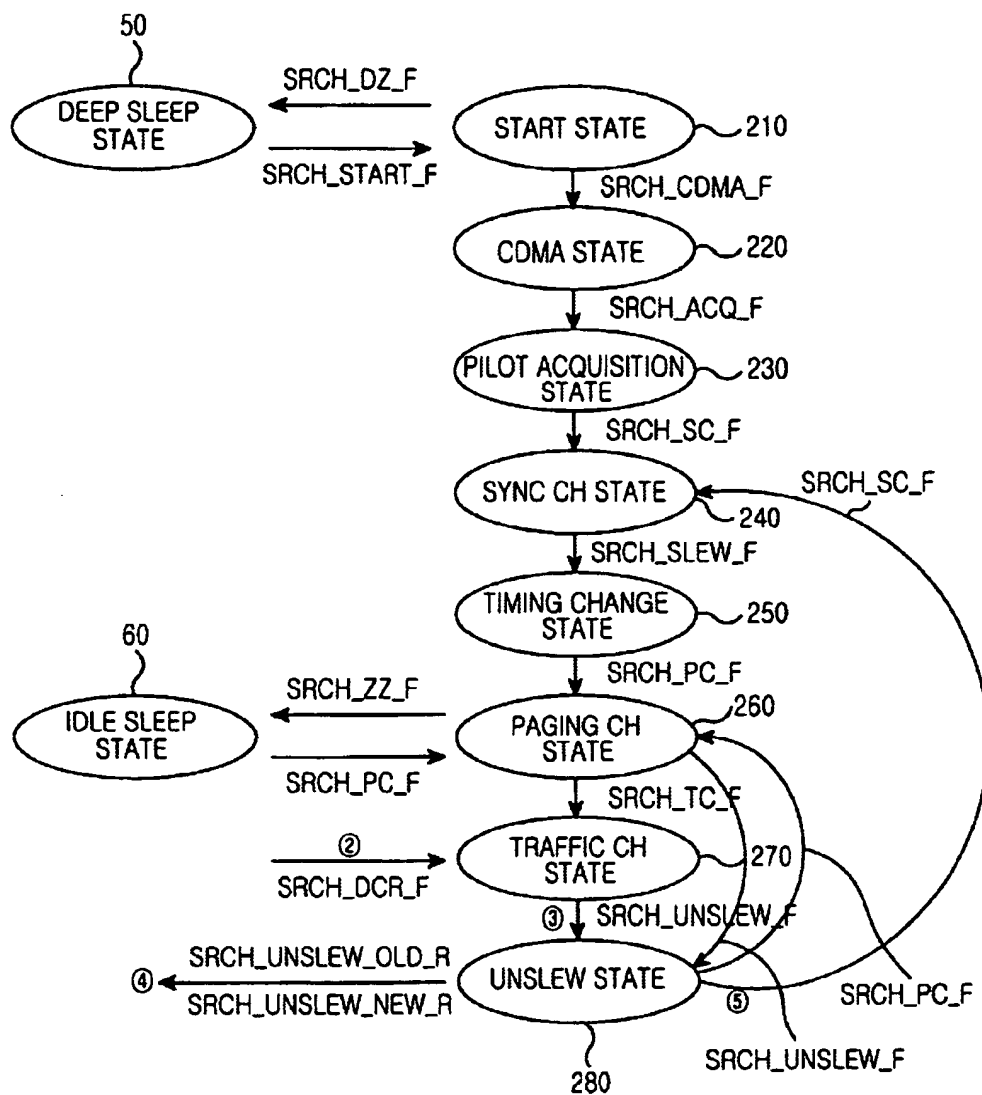 50
SRCH_DZ_F
DEEP SLEEP
STATE
START STATE
210
SRCH_START_F
SRCH_CDMA_F
CDMA STATE
220
SRCH_ACQ_F
PILOT ACQUISITION
STATE
230
SRCH_SC_F
SYNC CH STATE
240
SRCH_SC_F
SRCH_SLEW_F
TIMING CHANGE
STATE
250
60
SRCH_PC_F
SRCH_ZZ_F
260
IDLE SLEEP
STATE
PAGING CH
STATE
SRCH_PC_F
SRCH_TC_F
②
TRAFFIC CH
STATE
270
SRCH_DCR_F
③
SRCH_UNSLEW_F
SRCH_UNSLEW_OLD_R
④
UNSLEW STATE
SRCH_UNSLEW_NEW_R
⑤
SRCH_PC_F
SRCH_UNSLEW_F
280